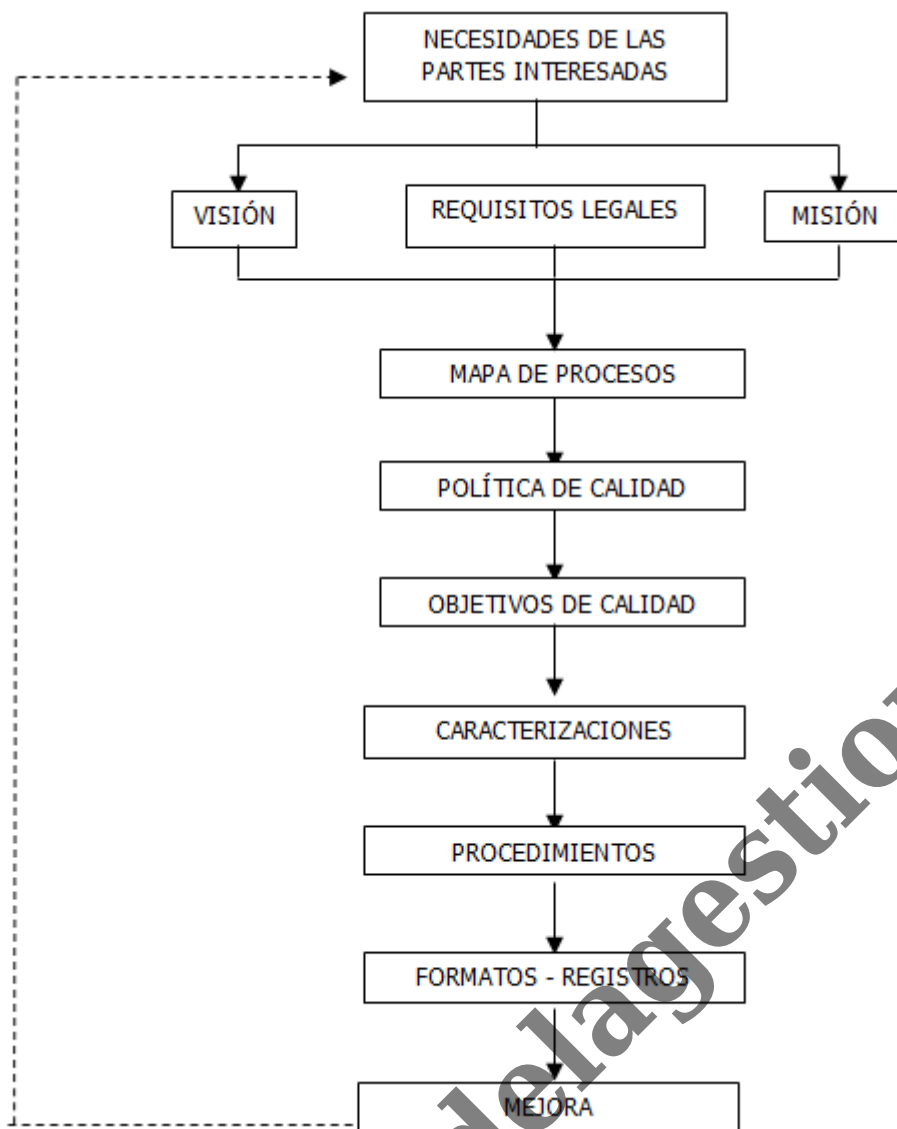 NECESIDADES DE LAS
PARTES INTERESADAS
VISIÓN
REQUISITOS LEGALES
MISIÓN
MAPA DE PROCESOS
POLÍTICA DE CALIDAD
OBJETIVOS DE CALIDAD
CARACTERIZACIONES
PROCEDIMIENTOS
FORMATOS - REGISTROS
MEJORA
delagestion